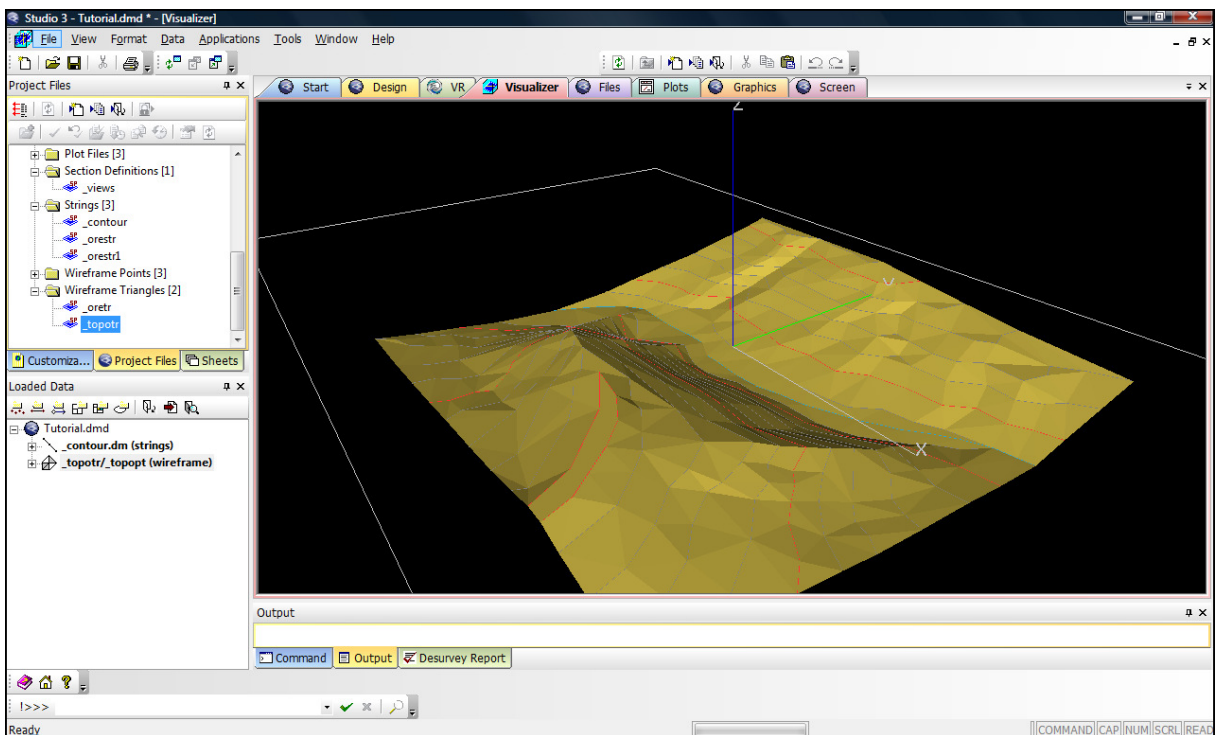 Studio 3 - Tutorial.dmd * - [Visualizer]
File View Format Data Applications Tools Window Help
Project Files
Start Design VR Visualizer Files Plots Graphics Screen
Plot Files [3]
Section Definitions [1]
_views
Strings [3]
_contour
_orestr
_orestr1
Wireframe Points [3]
Wireframe Triangles [2]
_oretr
_topotr
Customiza... Project Files Sheets
Loaded Data
Tutorial.dmd
_contour.dm (strings)
_topotr/_topopt (wireframe)
Z
Y
X
Output
Command Output Desurvey Report
!>>>
Ready
COMMAND CAP NUM SCRL READ